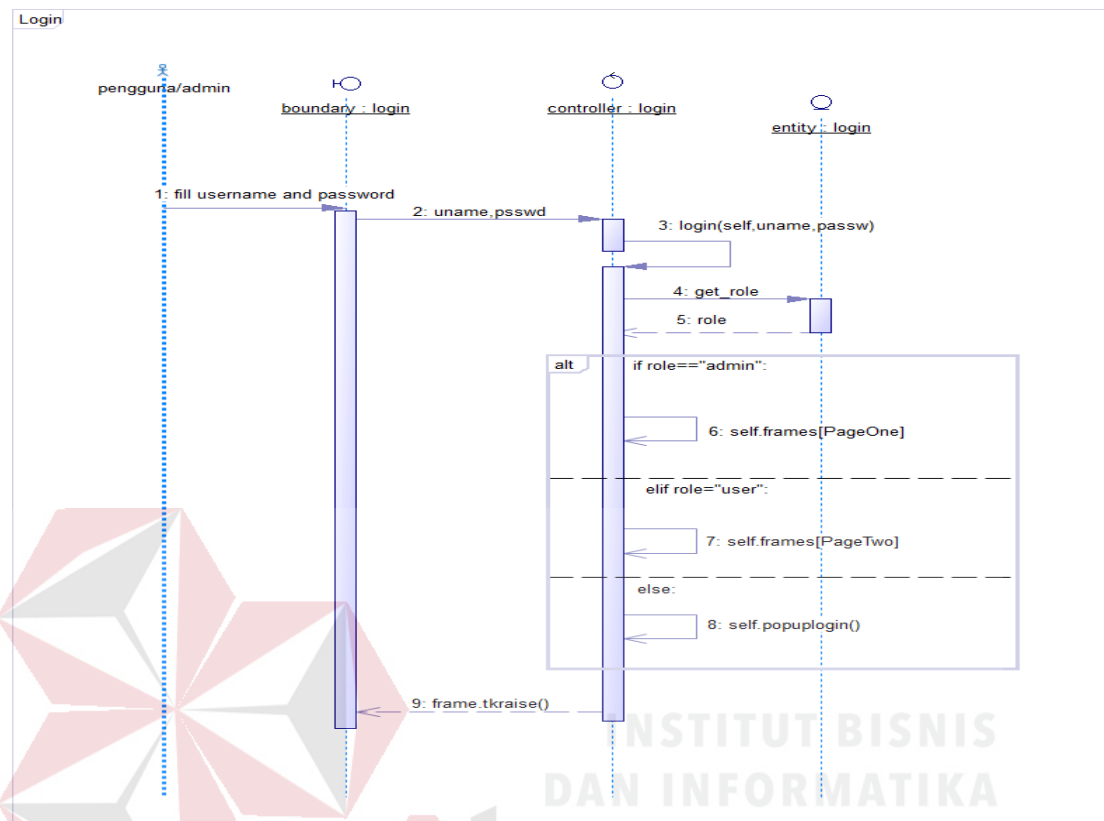 Login
pengguna/admin
boundary : login
controller : login
entity : login
1: fill username and password
2: uname,psswd
3: login(self,uname,passw)
4: get_role
5: role
alt
if role=="admin":
6: self.frames[PageOne]
elif role="user":
7: self.frames[PageTwo]
else:
8: self.popuplogin()
9: frame.tkraise()
INSTITUT BISNIS
DAN INFORMATIKA